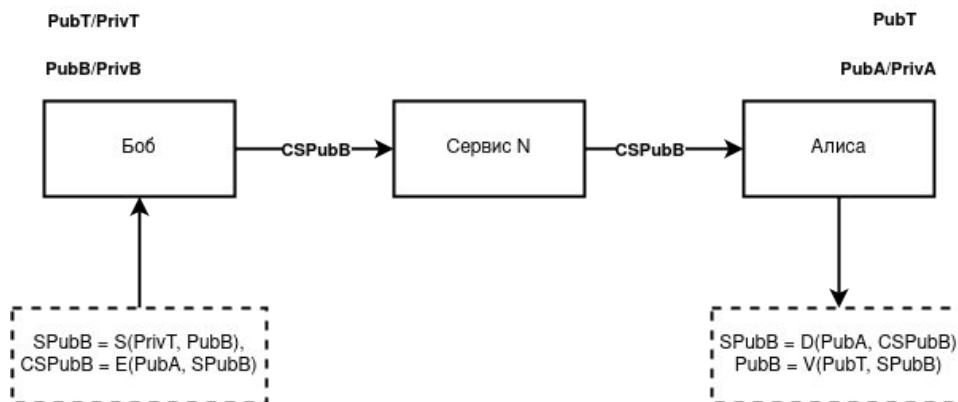 PubT/PrivT
PubT
PubB/PrivB
PubA/PrivA
Боб
CSPubB
Сервис N
CSPubB
Алиса
SPubB = S(PrivT, PubB),
CSPubB = E(PubA, SPubB)
SPubB = D(PubA, CSPubB)
PubB = V(PubT, SPubB)